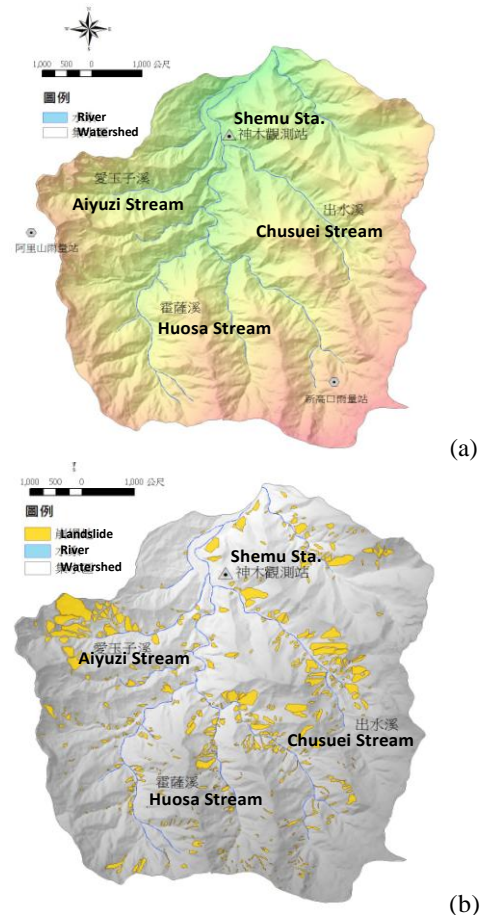 1,000 500 0 1,000 公尺
圖例
River
Watershed
Shemu Sta.
神木觀測站
愛玉子溪
Aiyuzi Stream
出水溪
Chusuei Stream
阿里山雨量站
霍薩溪
Huosa Stream
新高口雨量站
(a)
1,000 500 0 1,000 公尺
圖例
Landslide
River
Watershed
Shemu Sta.
神木觀測站
愛玉子溪
Aiyuzi Stream
出水溪
Chusuei Stream
霍薩溪
Huosa Stream
(b)